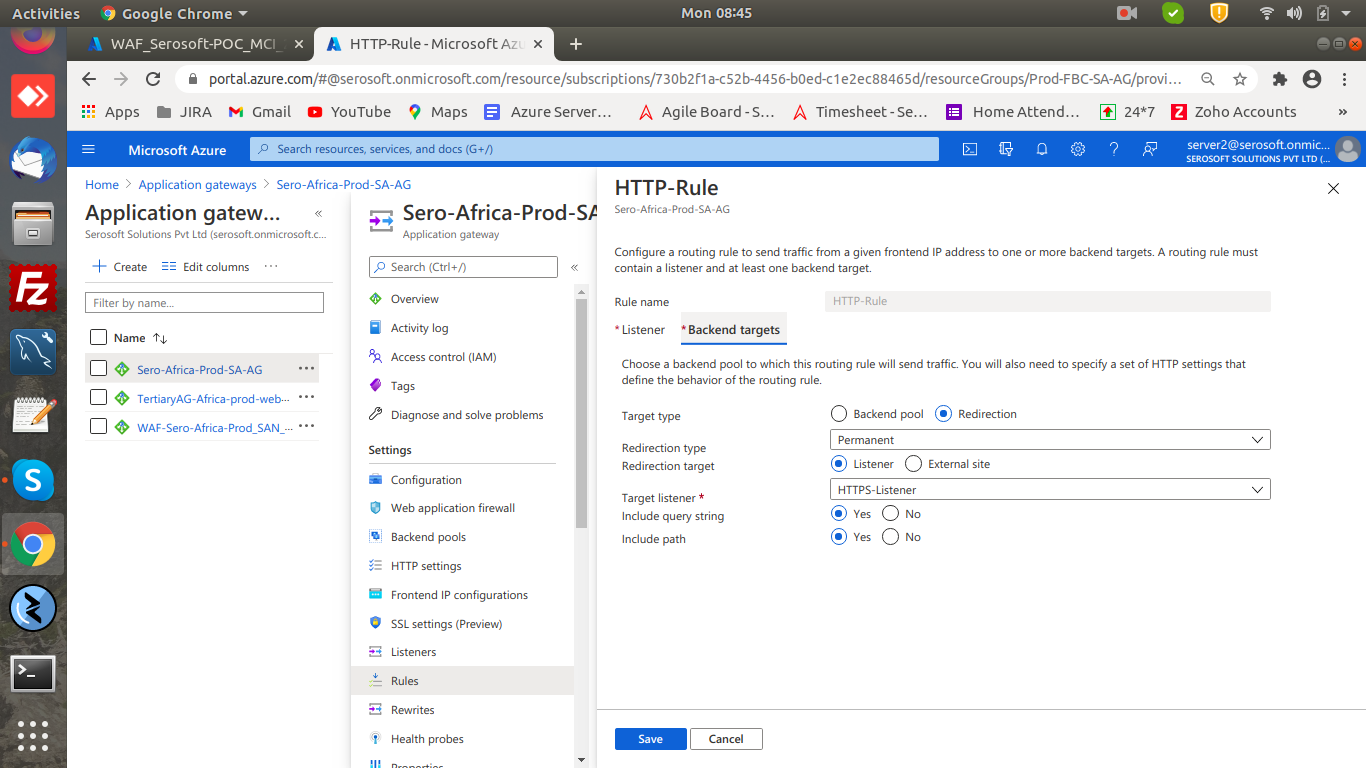 Activities
Google Chrome
Mon 08:45
WAF_Serosoft-POC_MCI_
HTTP-Rule - Microsoft Azu
portal.azure.com/#@serosoft.onmicrosoft.com/resource/subscriptions/730b2f1a-c52b-4456-b0ed-c1e2ec88465d/resourceGroups/Prod-FBC-SA-AG/provi...
Apps
JIRA
Gmail
YouTube
Maps
Azure Server...
Agile Board - S...
Timesheet - Se...
Home Attend...
24*7
Zoho Accounts
»
Microsoft Azure
Search resources, services, and docs (G+/)
server2@serosoft.onmic...
SEROSOFT SOLUTIONS PVT LTD (...
Home > Application gateways > Sero-Africa-Prod-SA-AG
Application gatew...
«
Serosoft Solutions Pvt Ltd (serosoft.onmicrosoft.c...
Create
Edit columns
...
Filter by name...
Name
Sero-Africa-Prod-SA-AG
...
TertiaryAG-Africa-prod-web...
...
WAF-Sero-Africa-Prod_SAN_...
...
Sero-Africa-Prod-SA
Application gateway
Search (Ctrl+/)
«
Overview
Activity log
Access control (IAM)
Tags
Diagnose and solve problems
Settings
Configuration
Web application firewall
Backend pools
HTTP settings
Frontend IP configurations
SSL settings (Preview)
Listeners
Rules
Rewrites
Health probes
Properties
HTTP-Rule
Sero-Africa-Prod-SA-AG
Configure a routing rule to send traffic from a given frontend IP address to one or more backend targets. A routing rule must
contain a listener and at least one backend target.
Rule name
HTTP-Rule
* Listener
* Backend targets
Choose a backend pool to which this routing rule will send traffic. You will also need to specify a set of HTTP settings that
define the behavior of the routing rule.
Target type
Backend pool
Redirection
Redirection type
Permanent
Redirection target
Listener
External site
Target listener *
HTTPS-Listener
Include query string
Yes
No
Include path
Yes
No
Save
Cancel